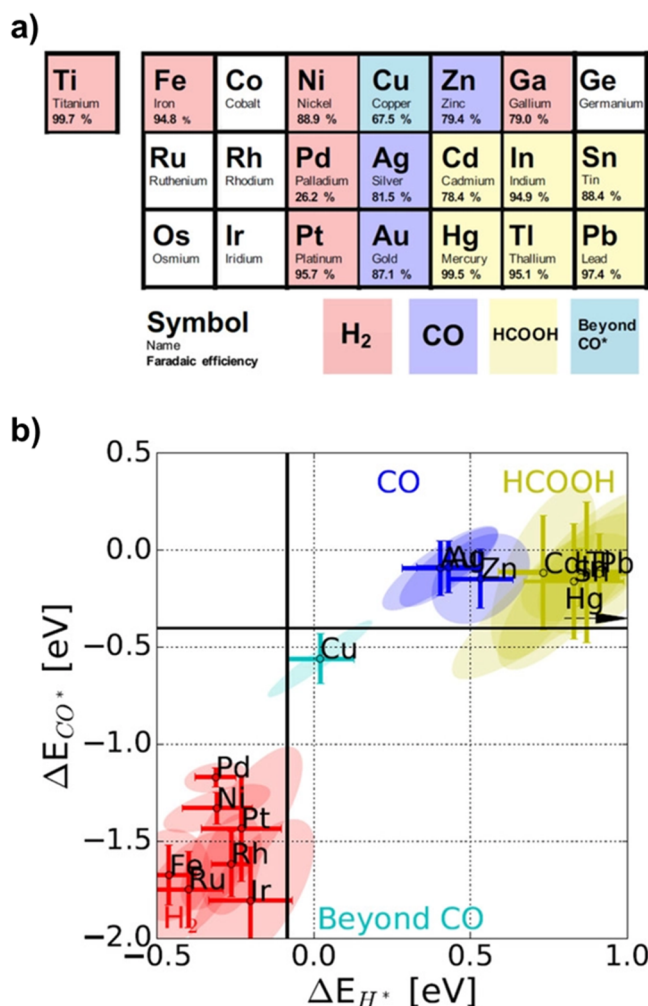 a)
Ti Fe Co Ni Cu Zn Ga Ge
Titanium Iron Cobalt Nickel Copper Zinc Gallium Germanium
99.7 % 94.8 % 88.9 % 67.5 % 79.4 % 79.0 %
Ru Rh Pd Ag Cd In Sn
Ruthenium Rhodium Palladium Silver Cadmium Indium Tin
26.2 % 81.5 % 78.4 % 94.9 % 88.4 %
Os Ir Pt Au Hg Tl Pb
Osmium Iridium Platinum Gold Mercury Thallium Lead
95.7 % 87.1 % 99.5 % 95.1 % 97.4 %
Symbol
Name
Faradaic efficiency
H₂
CO
HCOOH
Beyond
CO*
b)
0.5
CO HCOOH
0.0
Ag Zn Cd Pb
Hg
−0.5
Cu
ΔE_CO* [eV]
−1.0
Pd
Ni
Pt
−1.5
Rh
Fe
Ru Ir
H₂ Beyond CO
−2.0
−0.5 0.0 0.5 1.0
ΔE_H* [eV]